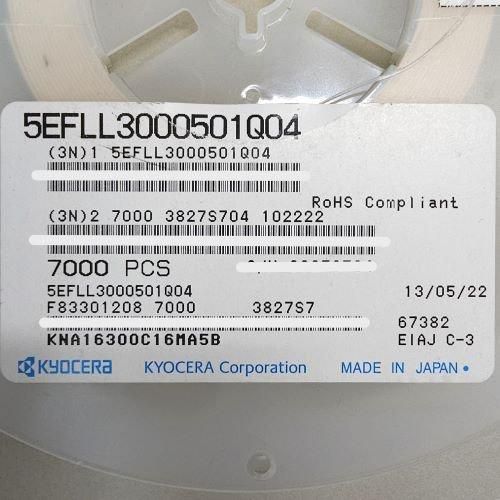 5EFLL3000501Q04
(3N)1 5EFLL3000501Q04
RoHS Compliant
(3N)2 7000 3827S704 102222
7000 PCS
5EFLL3000501Q04 13/05/22
F83301208 7000 3827S7
67382
KNA16300C16MA5B EIAJ C-3
KYOCERA KYOCERA Corporation MADE IN JAPAN